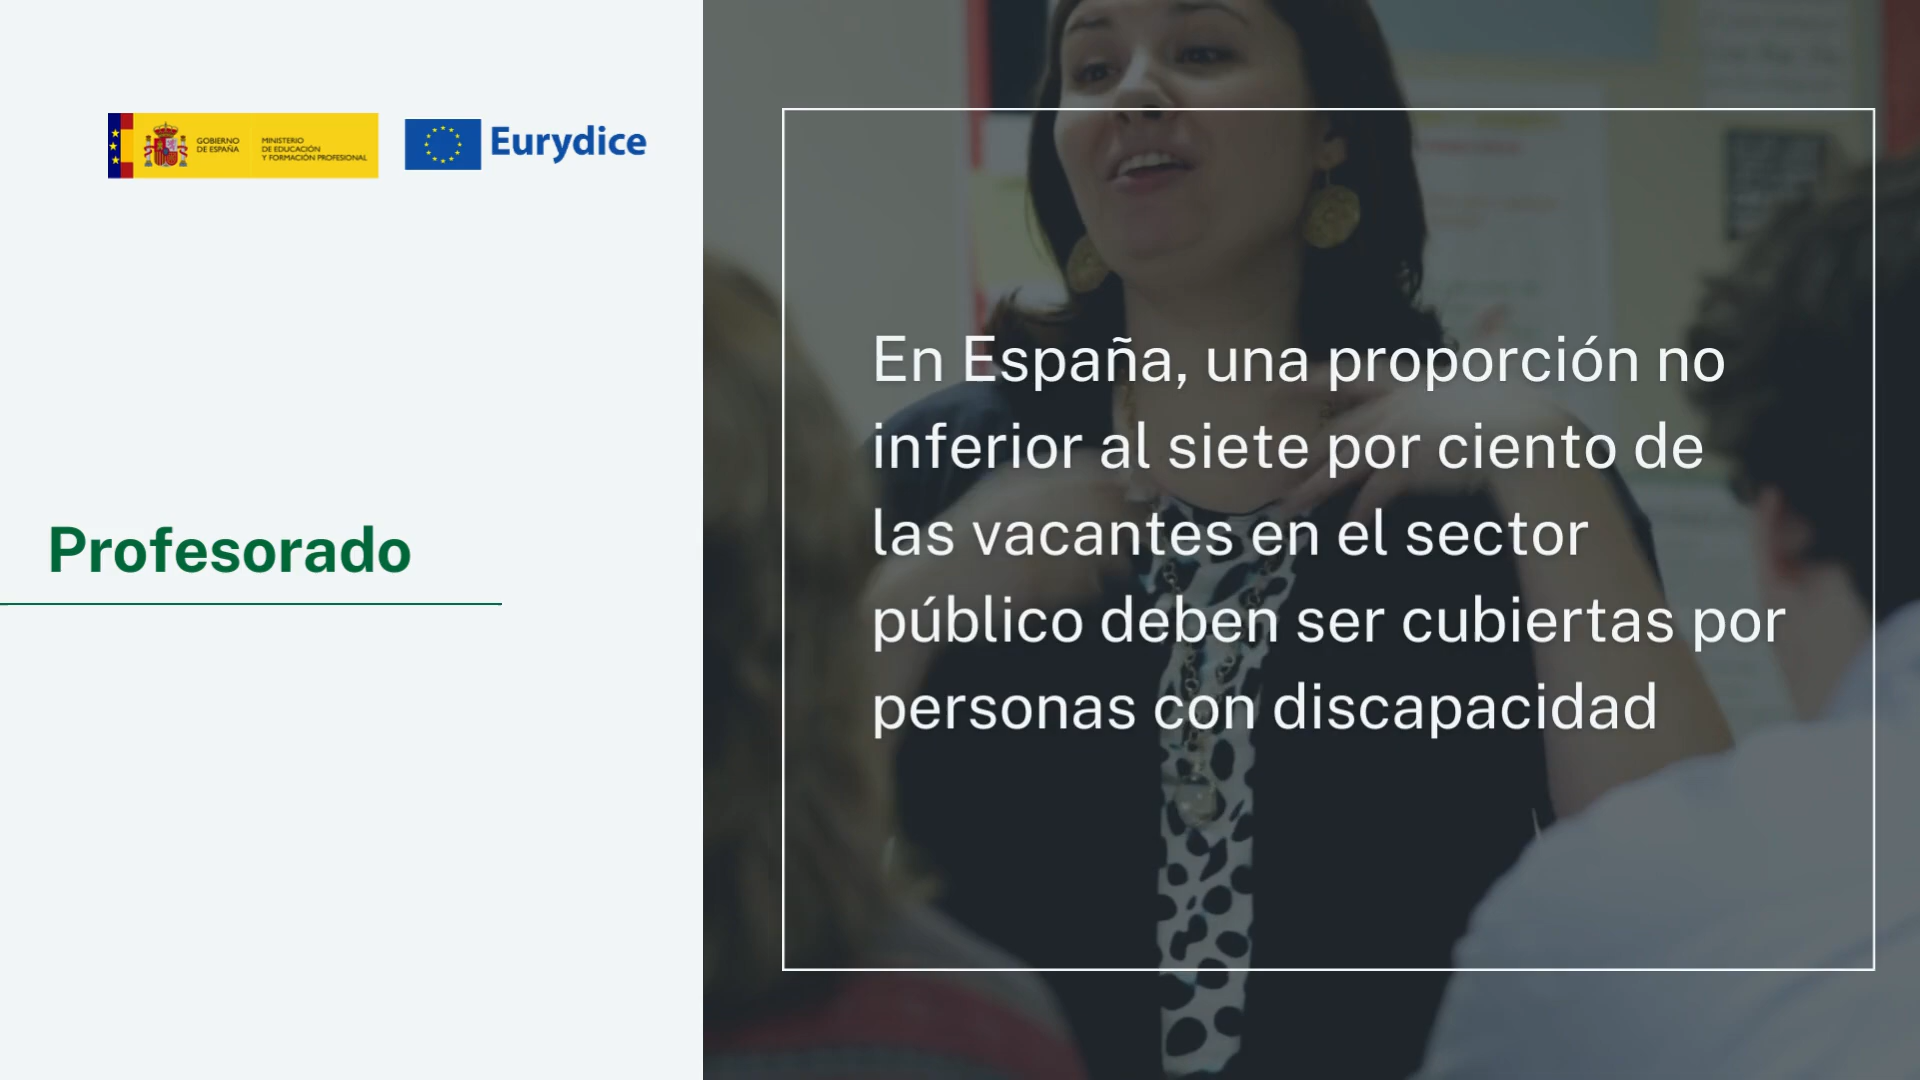 GOBIERNO
DE ESPAÑA
MINISTERIO
DE EDUCACIÓN
Y FORMACIÓN PROFESIONAL
Eurydice
Profesorado
En España, una proporción no
inferior al siete por ciento de
las vacantes en el sector
público deben ser cubiertas por
personas con discapacidad